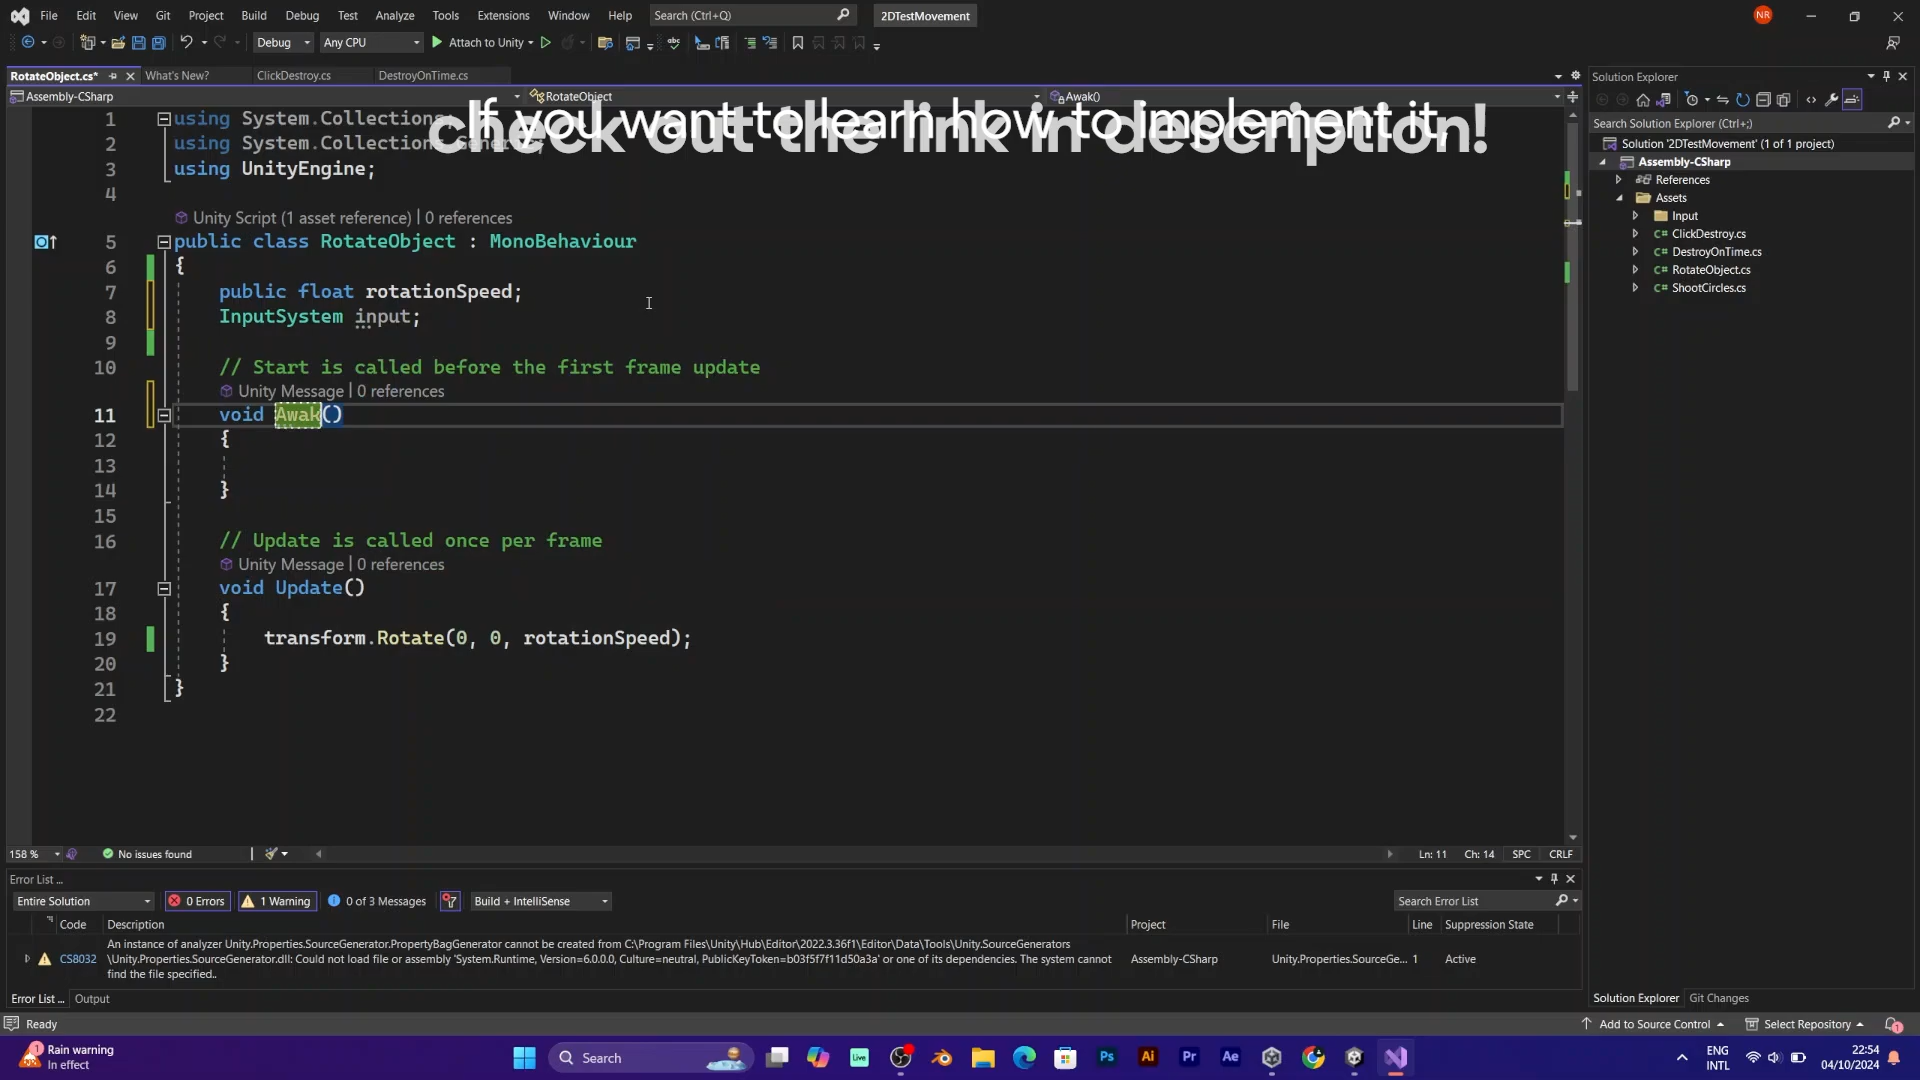 File Edit View Git Project Build Debug Test Analyze Tools Extensions Window Help Search (Ctrl+Q) 2DTestMovement NR
Debug Any CPU Attach to Unity
RotateObject.cs* What's New? ClickDestroy.cs DestroyOnTime.cs
Assembly-CSharp RotateObject Awak()
If you want to learn how to implement it,
check out the link in description!
1 using System.Collections;
2 using System.Collections.Generic;
3 using UnityEngine;
4
Unity Script (1 asset reference) | 0 references
5 public class RotateObject : MonoBehaviour
6 {
7 public float rotationSpeed;
8 InputSystem input;
9
10 // Start is called before the first frame update
Unity Message | 0 references
11 void Awak()
12 {
13
14 }
15
16 // Update is called once per frame
Unity Message | 0 references
17 void Update()
18 {
19 transform.Rotate(0, 0, rotationSpeed);
20 }
21 }
22
158 % No issues found Ln: 11 Ch: 14 SPC CRLF
Error List ...
Entire Solution 0 Errors 1 Warning 0 of 3 Messages Build + IntelliSense Search Error List
Code Description Project File Line Suppression State
CS8032 An instance of analyzer Unity.Properties.SourceGenerator.PropertyBagGenerator cannot be created from C:\Program Files\Unity\Hub\Editor\2022.3.36f1\Editor\Data\Tools\Unity.SourceGenerators
\Unity.Properties.SourceGenerator.dll: Could not load file or assembly 'System.Runtime, Version=6.0.0.0, Culture=neutral, PublicKeyToken=b03f5f7f11d50a3a' or one of its dependencies. The system cannot
find the file specified.. Assembly-CSharp Unity.Properties.SourceGe... 1 Active
Error List ... Output
Solution Explorer
Search Solution Explorer (Ctrl+;)
Solution '2DTestMovement' (1 of 1 project)
Assembly-CSharp
References
Assets
Input
C# ClickDestroy.cs
C# DestroyOnTime.cs
C# RotateObject.cs
C# ShootCircles.cs
Solution Explorer Git Changes
Ready Add to Source Control Select Repository 1
1 Rain warning
In effect
Search
Live Ps Ai Pr Ae
ENG
INTL
22:54
04/10/2024